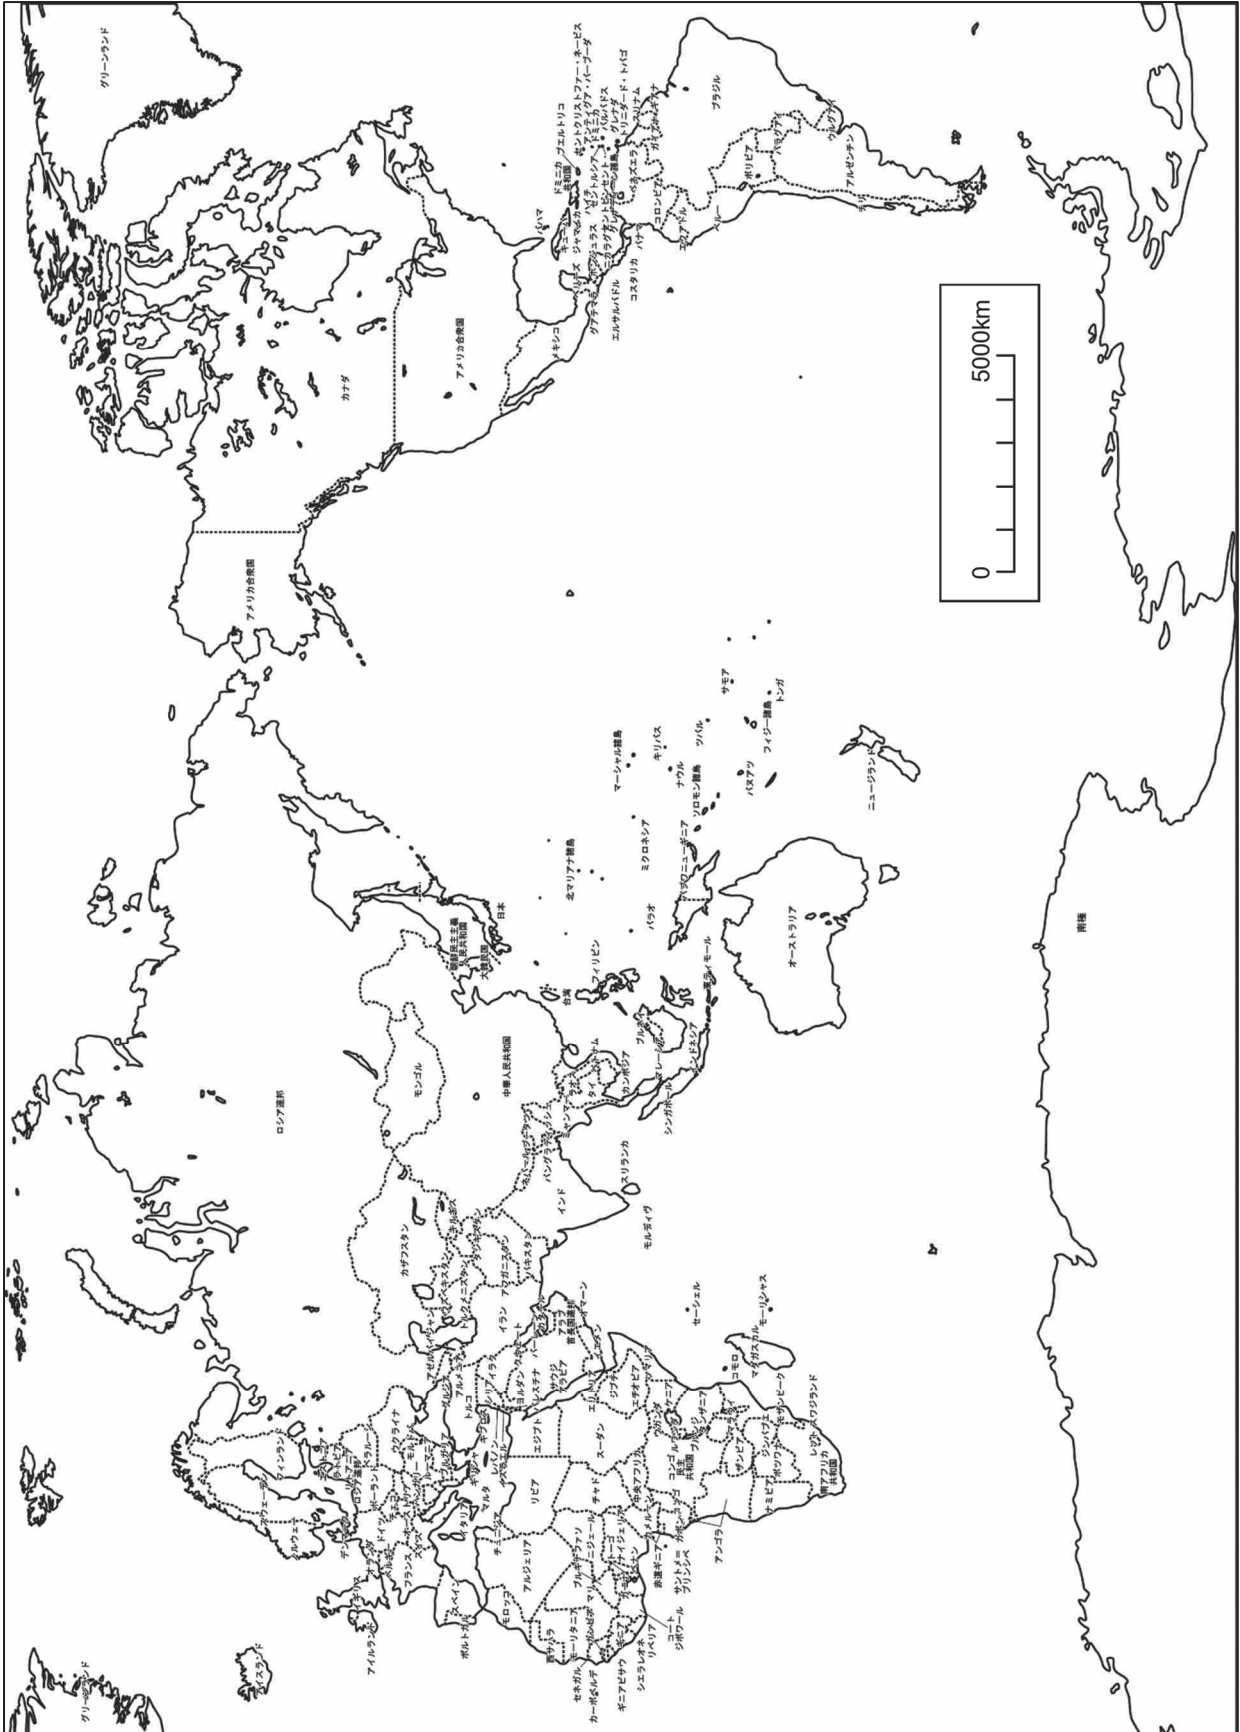 グリーンランド
グリーンランド
アイスランド
ノルウェー
スウェーデン
フィンランド
ロシア連邦
アメリカ合衆国
カナダ
アイルランド
イギリス
デンマーク
エストニア
ラトビア
リトアニア
ロシア連邦
ベラルーシ
オランダ
ベルギー
ドイツ
ポーランド
チェコ
ウクライナ
モルドバ
フランス
スイス
オーストリア
ハンガリー
ルーマニア
ブルガリア
カザフスタン
モンゴル
アメリカ合衆国
ポルトガル
スペイン
イタリア
ギリシャ
マルタ
トルコ
キプロス
グルジア
アルメニア
アゼルバイジャン
ウズベキスタン
トルクメニスタン
キルギス
タジキスタン
アフガニスタン
中華人民共和国
朝鮮民主主義
人民共和国
大韓民国
日本
モロッコ
チュニジア
アルジェリア
リビア
エジプト
レバノン
イスラエル
シリア
イラク
ヨルダン
パレスチナ
クウェート
イラン
バーレーン
カタール
サウジ
アラビア
アラブ
首長国連邦
オマーン
イエメン
パキスタン
インド
ネパール
ブータン
バングラデシュ
ミャンマー
ラオス
タイ
ベトナム
カンボジア
台湾
フィリピン
北マリアナ諸島
マーシャル諸島
メキシコ
バハマ
キューバ
ジャマイカ
ハイチ
ドミニカ
共和国
プエルトリコ
セントクリストファー・ネービス
アンティグア・バーブーダ
ドミニカ
セントルシア
バルバドス
セントビンセント・
グレナディーン諸島
グレナダ
トリニダード・トバゴ
ベリーズ
グアテマラ
ホンジュラス
エルサルバドル
ニカラグア
コスタリカ
パナマ
西サハラ
モーリタニア
セネガル
カーボベルデ
ガンビア
ギニアビサウ
ギニア
シエラレオネ
リベリア
コート
ジボワール
マリ
ブルキナファソ
ガーナ
トーゴ
ベナン
ニジェール
ナイジェリア
チャド
スーダン
エリトリア
ジブチ
エチオピア
ソマリア
中央アフリカ
カメルーン
赤道ギニア
サントメ=
プリンシペ
ガボン
コンゴ
コンゴ
民主
共和国
ウガンダ
ケニア
ルワンダ
ブルンジ
タンザニア
アンゴラ
ザンビア
マラウイ
モザンビーク
ジンバブエ
ボツワナ
ナミビア
南アフリカ
共和国
レソト
スワジランド
コモロ
マダガスカル
モーリシャス
セーシェル
モルディヴ
スリランカ
シンガポール
マレーシア
ブルネイ
インドネシア
東ティモール
パラオ
ミクロネシア
パプアニューギニア
ソロモン諸島
ナウル
キリバス
ツバル
サモア
バヌアツ
フィジー諸島
トンガ
オーストラリア
ニュージーランド
コロンビア
ベネズエラ
ガイアナ
スリナム
ギアナ
エクアドル
ペルー
ブラジル
ボリビア
パラグアイ
ウルグアイ
アルゼンチン
チリ
0
5000km
南極